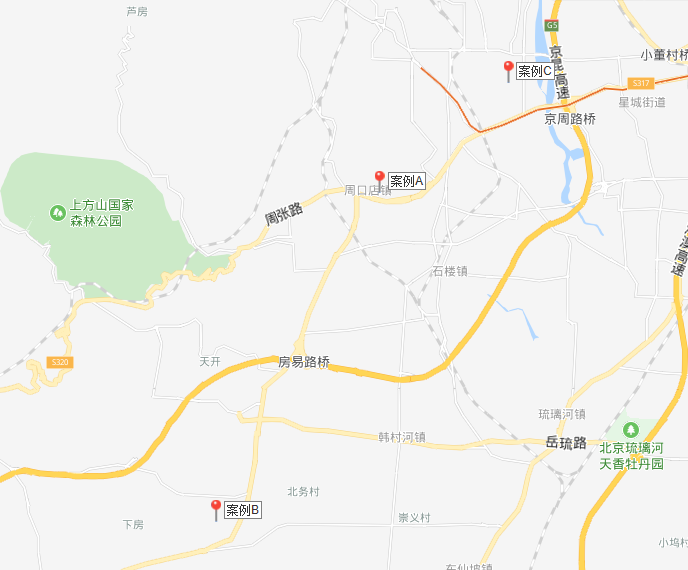 芦房
G5
京昆高速
小董村桥
案例C
S317
星城街道
京周路桥
案例A
周口店镇
上方山国家
森林公园
周张路
高速
石楼镇
S320
天开
房易路桥
琉璃河镇
韩村河镇
岳琉路
北京琉璃河
天香牡丹园
北务村
案例B
下房
崇义村
小坞村